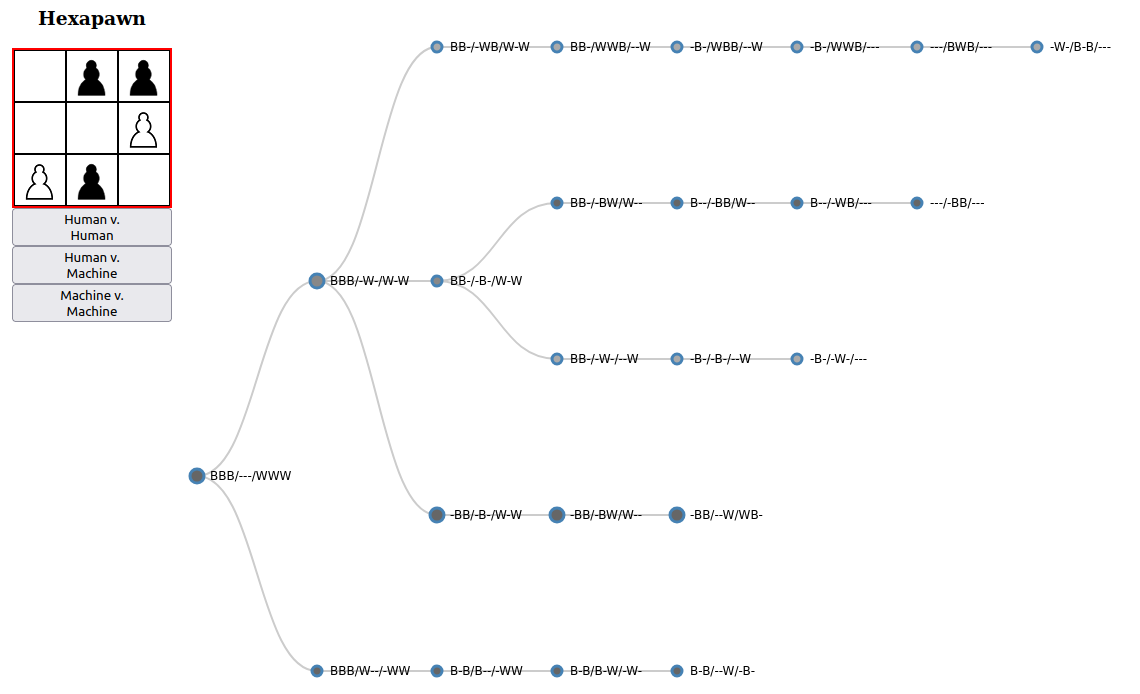 Hexapawn
Human v.
Human
Human v.
Machine
Machine v.
Machine
BB-/-WB/W-W
BB-/WWB/--W
-B-/WBB/--W
-B-/WWB/---
---/BWB/---
-W-/B-B/---
BB-/-BW/W--
B--/-BB/W--
B--/-WB/---
---/-BB/---
BBB/-W-/W-W
BB-/-B-/W-W
BB-/-W-/--W
-B-/-B-/--W
-B-/-W-/---
BBB/---/WWW
-BB/-B-/W-W
-BB/-BW/W--
-BB/--W/WB-
BBB/W--/-WW
B-B/B--/-WW
B-B/B-W/-W-
B-B/--W/-B-